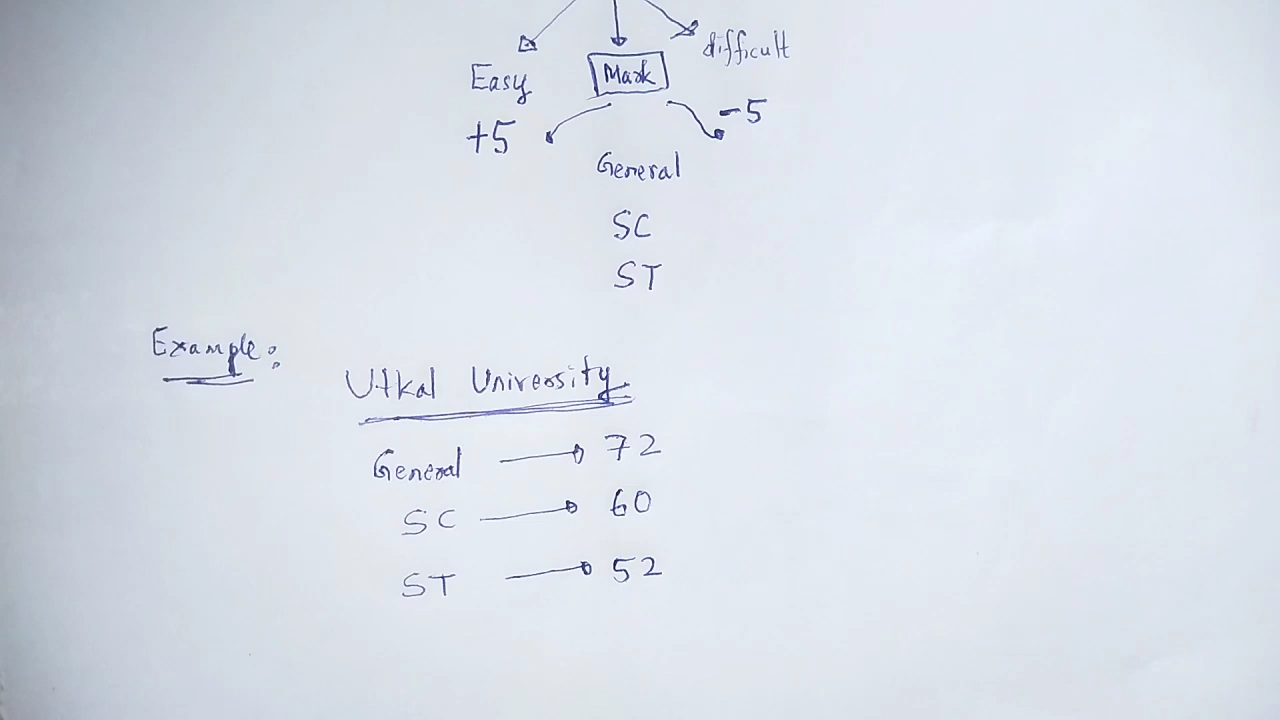 difficult
Easy
Mark
+5
-5
General
SC
ST
Example:
Utkal University
General 72
SC 60
ST 52